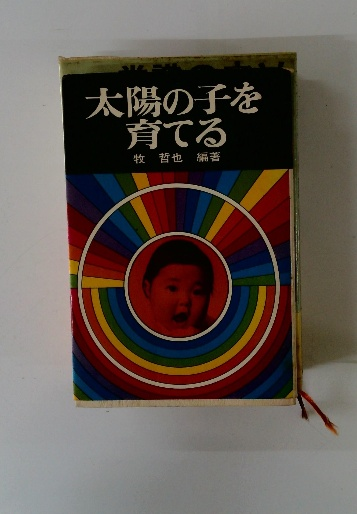 太陽の子を
育てる
牧 哲也 編著